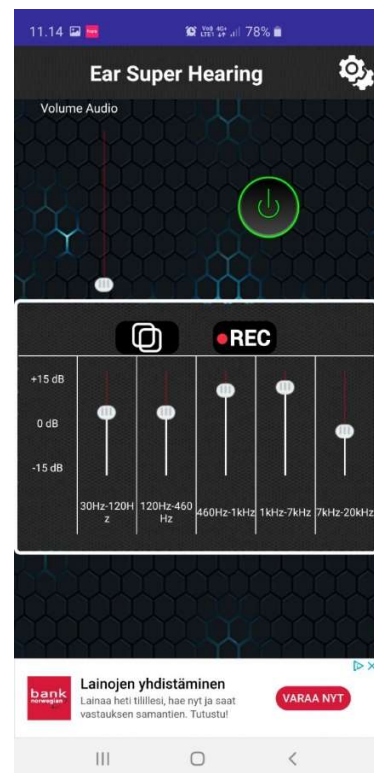 11.14 78%
Ear Super Hearing
Volume Audio
REC
+15 dB
0 dB
-15 dB
30Hz-120H
z
120Hz-460
Hz
460Hz-1kHz
1kHz-7kHz
7kHz-20kHz
bank
norwegian
Lainojen yhdistäminen
Lainaa heti tilillesi, hae nyt ja saat
vastauksen samantien. Tutustu!
VARAA NYT